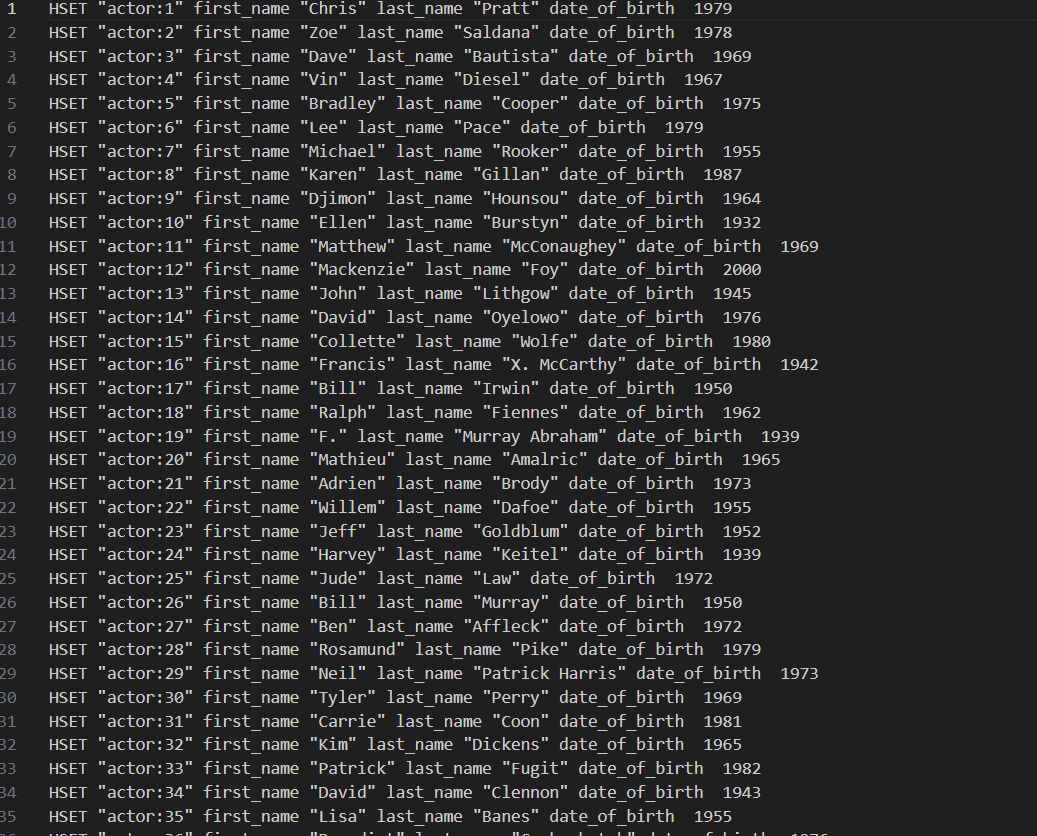 1 HSET "actor:1" first_name "Chris" last_name "Pratt" date_of_birth  1979
2 HSET "actor:2" first_name "Zoe" last_name "Saldana" date_of_birth  1978
3 HSET "actor:3" first_name "Dave" last_name "Bautista" date_of_birth  1969
4 HSET "actor:4" first_name "Vin" last_name "Diesel" date_of_birth  1967
5 HSET "actor:5" first_name "Bradley" last_name "Cooper" date_of_birth  1975
6 HSET "actor:6" first_name "Lee" last_name "Pace" date_of_birth  1979
7 HSET "actor:7" first_name "Michael" last_name "Rooker" date_of_birth  1955
8 HSET "actor:8" first_name "Karen" last_name "Gillan" date_of_birth  1987
9 HSET "actor:9" first_name "Djimon" last_name "Hounsou" date_of_birth  1964
10 HSET "actor:10" first_name "Ellen" last_name "Burstyn" date_of_birth  1932
11 HSET "actor:11" first_name "Matthew" last_name "McConaughey" date_of_birth  1969
12 HSET "actor:12" first_name "Mackenzie" last_name "Foy" date_of_birth  2000
13 HSET "actor:13" first_name "John" last_name "Lithgow" date_of_birth  1945
14 HSET "actor:14" first_name "David" last_name "Oyelowo" date_of_birth  1976
15 HSET "actor:15" first_name "Collette" last_name "Wolfe" date_of_birth  1980
16 HSET "actor:16" first_name "Francis" last_name "X. McCarthy" date_of_birth  1942
17 HSET "actor:17" first_name "Bill" last_name "Irwin" date_of_birth  1950
18 HSET "actor:18" first_name "Ralph" last_name "Fiennes" date_of_birth  1962
19 HSET "actor:19" first_name "F." last_name "Murray Abraham" date_of_birth  1939
20 HSET "actor:20" first_name "Mathieu" last_name "Amalric" date_of_birth  1965
21 HSET "actor:21" first_name "Adrien" last_name "Brody" date_of_birth  1973
22 HSET "actor:22" first_name "Willem" last_name "Dafoe" date_of_birth  1955
23 HSET "actor:23" first_name "Jeff" last_name "Goldblum" date_of_birth  1952
24 HSET "actor:24" first_name "Harvey" last_name "Keitel" date_of_birth  1939
25 HSET "actor:25" first_name "Jude" last_name "Law" date_of_birth  1972
26 HSET "actor:26" first_name "Bill" last_name "Murray" date_of_birth  1950
27 HSET "actor:27" first_name "Ben" last_name "Affleck" date_of_birth  1972
28 HSET "actor:28" first_name "Rosamund" last_name "Pike" date_of_birth  1979
29 HSET "actor:29" first_name "Neil" last_name "Patrick Harris" date_of_birth  1973
30 HSET "actor:30" first_name "Tyler" last_name "Perry" date_of_birth  1969
31 HSET "actor:31" first_name "Carrie" last_name "Coon" date_of_birth  1981
32 HSET "actor:32" first_name "Kim" last_name "Dickens" date_of_birth  1965
33 HSET "actor:33" first_name "Patrick" last_name "Fugit" date_of_birth  1982
34 HSET "actor:34" first_name "David" last_name "Clennon" date_of_birth  1943
35 HSET "actor:35" first_name "Lisa" last_name "Banes" date_of_birth  1955